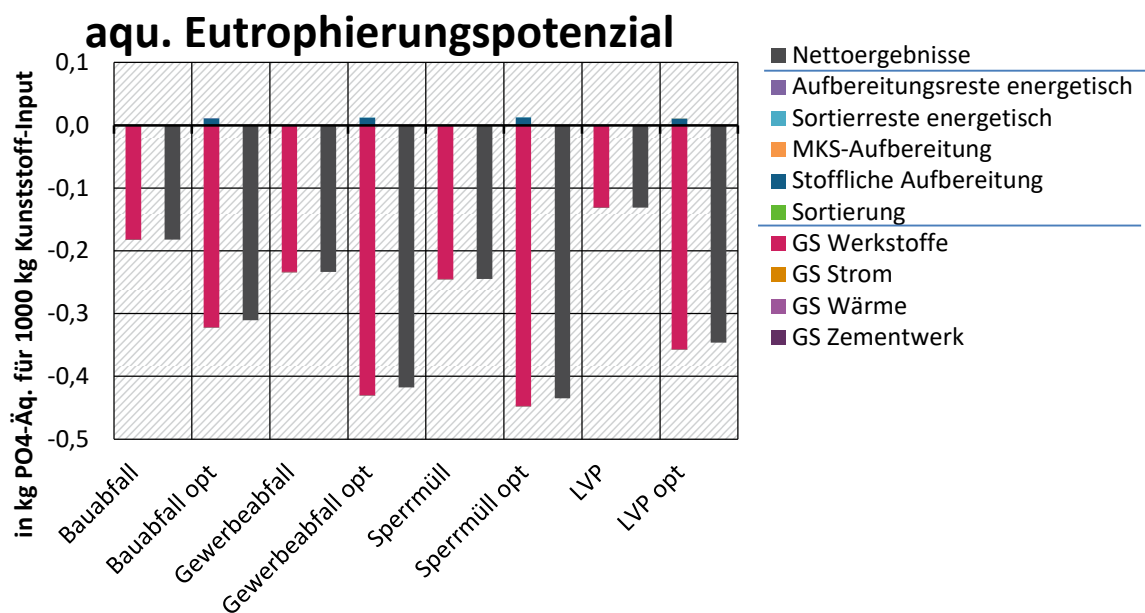 aqu. Eutrophierungspotenzial
in kg PO4-Äq. für 1000 kg Kunststoff-Input
0,1
0,0
-0,1
-0,2
-0,3
-0,4
-0,5
Bauabfall
Bauabfall opt
Gewerbeabfall
Gewerbeabfall opt
Sperrmüll
Sperrmüll opt
LVP
LVP opt
Nettoergebnisse
Aufbereitungsreste energetisch
Sortierreste energetisch
MKS-Aufbereitung
Stoffliche Aufbereitung
Sortierung
GS Werkstoffe
GS Strom
GS Wärme
GS Zementwerk